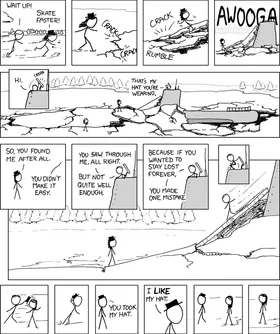 WAIT UP!
SKATE
FASTER!
CRACK
CRACK
CRACK
CRACK
RUMBLE
AWOOGA
HI.
THAT'S MY
HAT YOU'RE
WEARING.
SO, YOU FOUND
ME AFTER ALL.
YOU DIDN'T
MAKE IT
EASY.
YOU SAW THROUGH
ME, ALL RIGHT.
BUT NOT
QUITE WELL
ENOUGH.
BECAUSE IF YOU
WANTED TO
STAY LOST
FOREVER,
YOU MADE
ONE MISTAKE
YOU TOOK
MY HAT.
I LIKE
MY HAT.